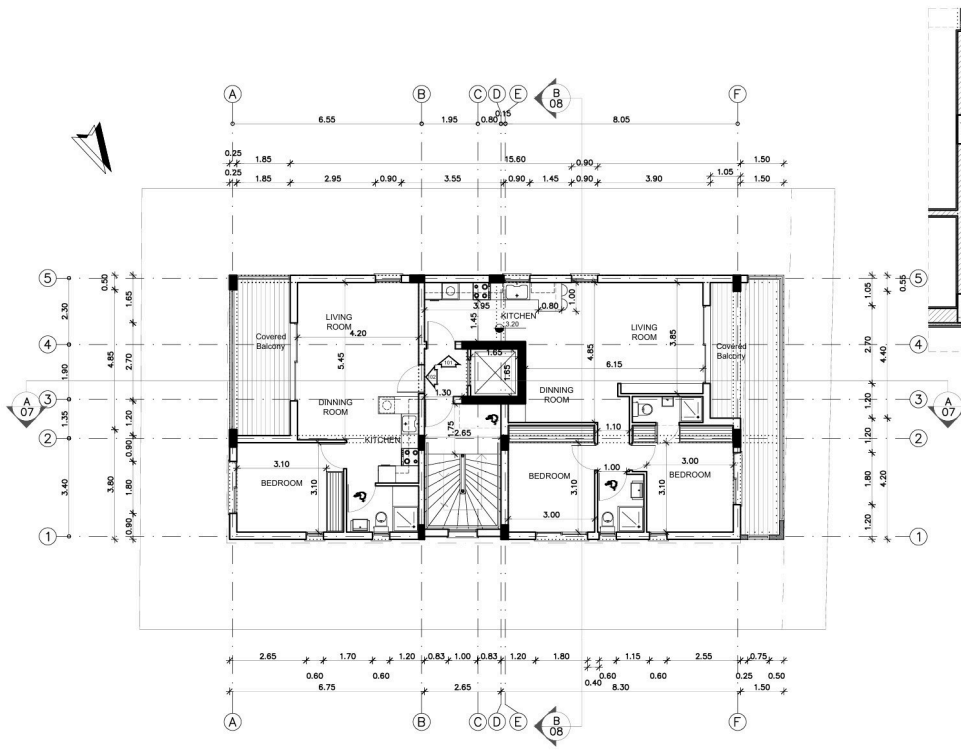 A B C D E F
B
08
0.15
6.55 1.95 0.80 8.05
0.25 1.85 15.60 0.90 1.50
0.25 1.85 2.95 0.90 3.55 0.90 1.45 0.90 3.90 1.05 1.50
5 5
0.50 0.55
2.30 1.65 1.05
LIVING
ROOM
4.20
3.95
1.45
KITCHEN
3.20
0.80
1.00
LIVING
ROOM
4 4
Covered
Balcony
4.85 2.70
5.45
1.65
1.65
4.85
3.85
6.15
Covered
Balcony
2.70 4.40
1.90
101
102
A
07
3 3
A
07
DINNING
ROOM
1.30
DINNING
ROOM
1.35 1.20 1.20
2 2
KITCHEN
2.65
1.75
1.10
0.90 1.20
3.10
BEDROOM
3.10
BEDROOM
3.10
3.00
1.00
3.00
BEDROOM
3.10
3.40 3.80 1.80 1.80 4.20
0.90 1.20
1 1
2.65 1.70 1.20 0.83 1.00 0.83 1.20 1.80 1.15 2.55 0.75
0.60 0.60 0.40 0.60 0.60 0.25 0.50
6.75 2.65 8.30 1.50
A B C D E F
B
08